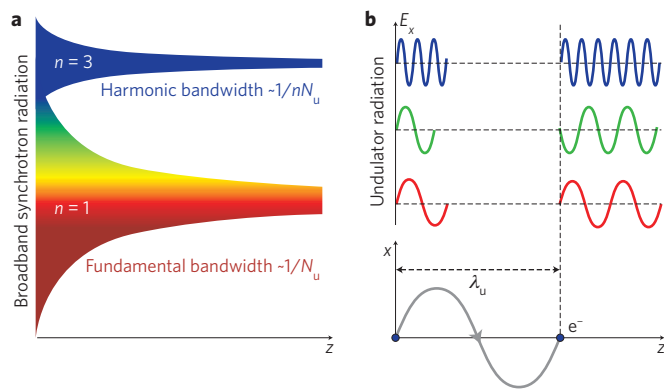 a
Broadband synchrotron radiation
n = 3
Harmonic bandwidth ~1/nNu
n = 1
Fundamental bandwidth ~1/Nu
z
b
Ex
Undulator radiation
z
x
λu
e−
z